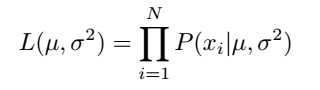 L(μ, σ²) = ∏_{i=1}^{N} P(x_i|μ, σ²)